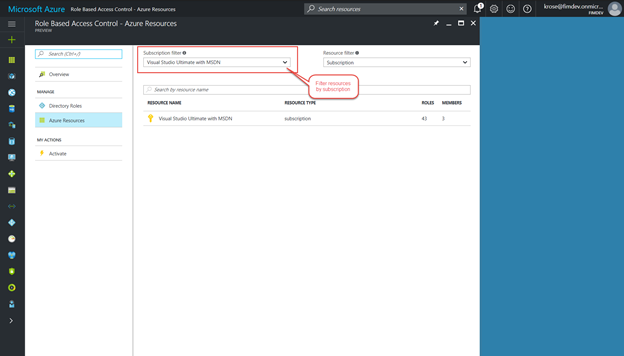 Microsoft Azure Role Based Access Control - Azure Resources
Search resources
krose@fimdev.onmicr...
FIMDEV
Role Based Access Control - Azure Resources
PREVIEW
Search (Ctrl+/)
Overview
MANAGE
Directory Roles
Azure Resources
MY ACTIONS
Activate
Subscription filter
Visual Studio Ultimate with MSDN
Resource filter
Subscription
Filter resources
by subscription
Search by resource name
RESOURCE NAME RESOURCE TYPE ROLES MEMBERS
Visual Studio Ultimate with MSDN subscription 43 3